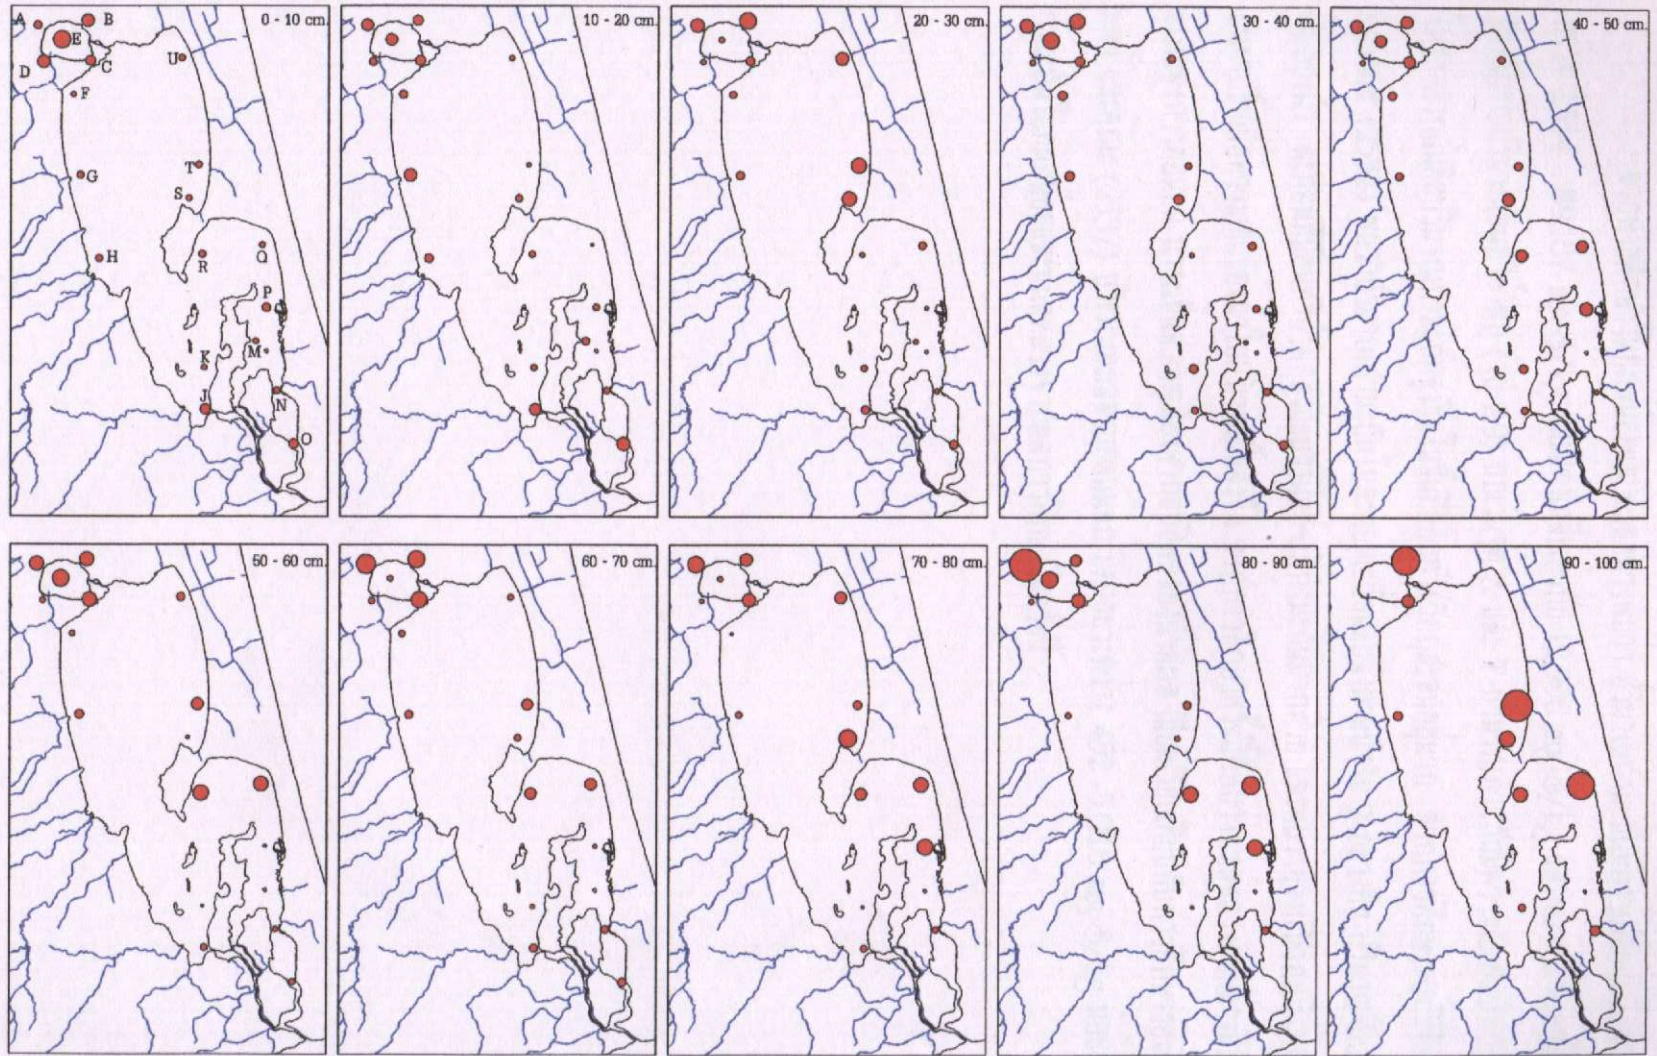 0 - 10 cm.
10 - 20 cm.
20 - 30 cm.
30 - 40 cm.
40 - 50 cm.
A
B
E
D
C
U
F
T
G
S
H
R
Q
P
M
K
J
N
O
50 - 60 cm.
60 - 70 cm.
70 - 80 cm.
80 - 90 cm.
90 - 100 cm.